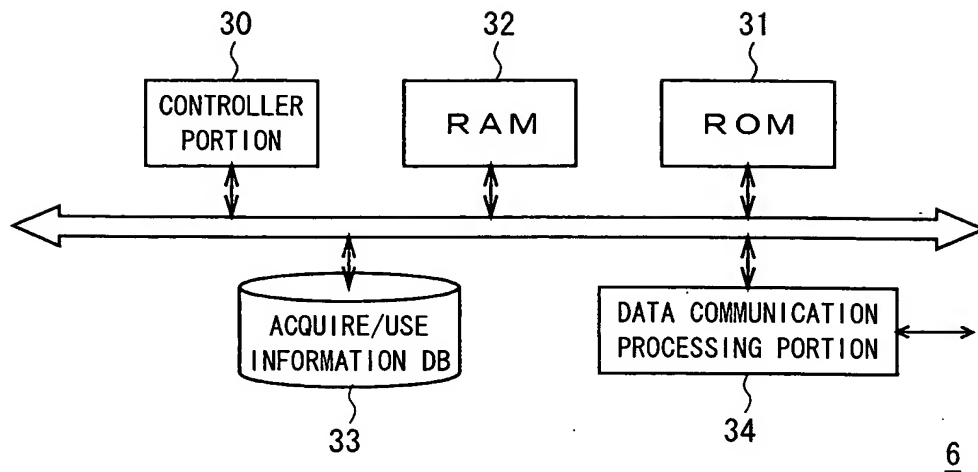 30
32
31
CONTROLLER
PORTION
RAM
ROM
ACQUIRE/USE
INFORMATION DB
DATA COMMUNICATION
PROCESSING PORTION
33
34
6